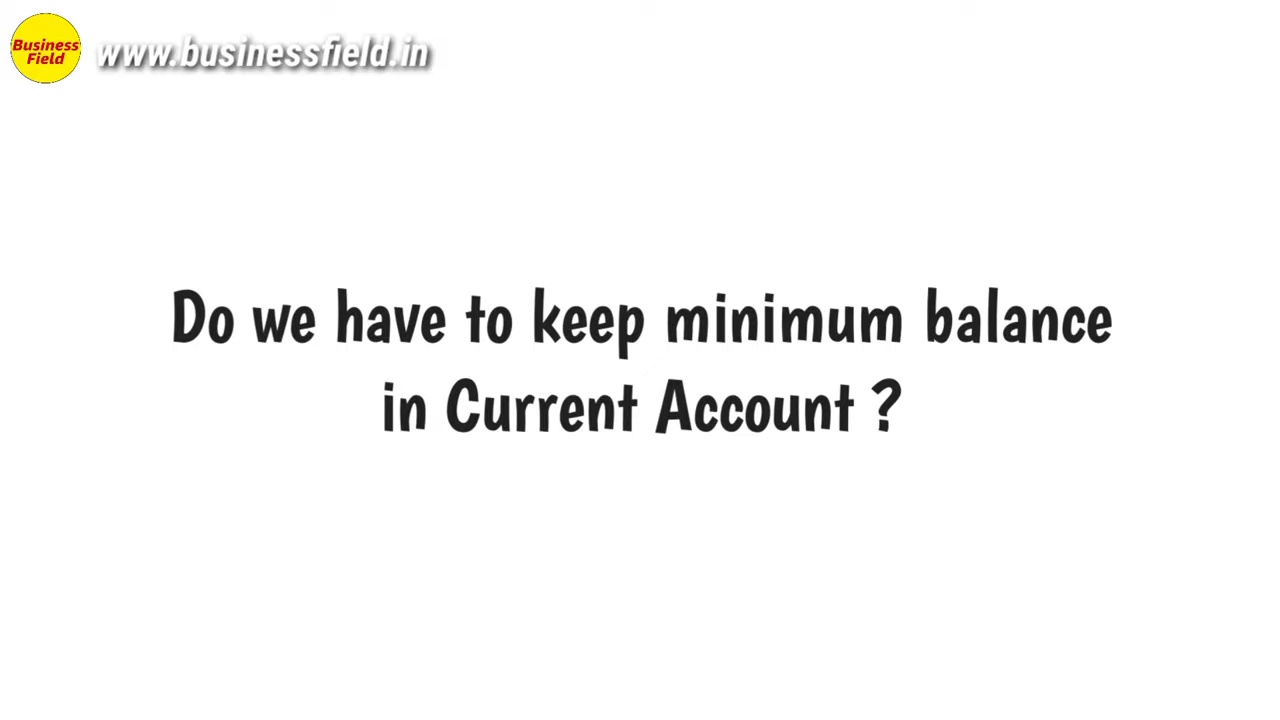 Business
Field
www.businessfield.in
Do we have to keep minimum balance
in Current Account ?